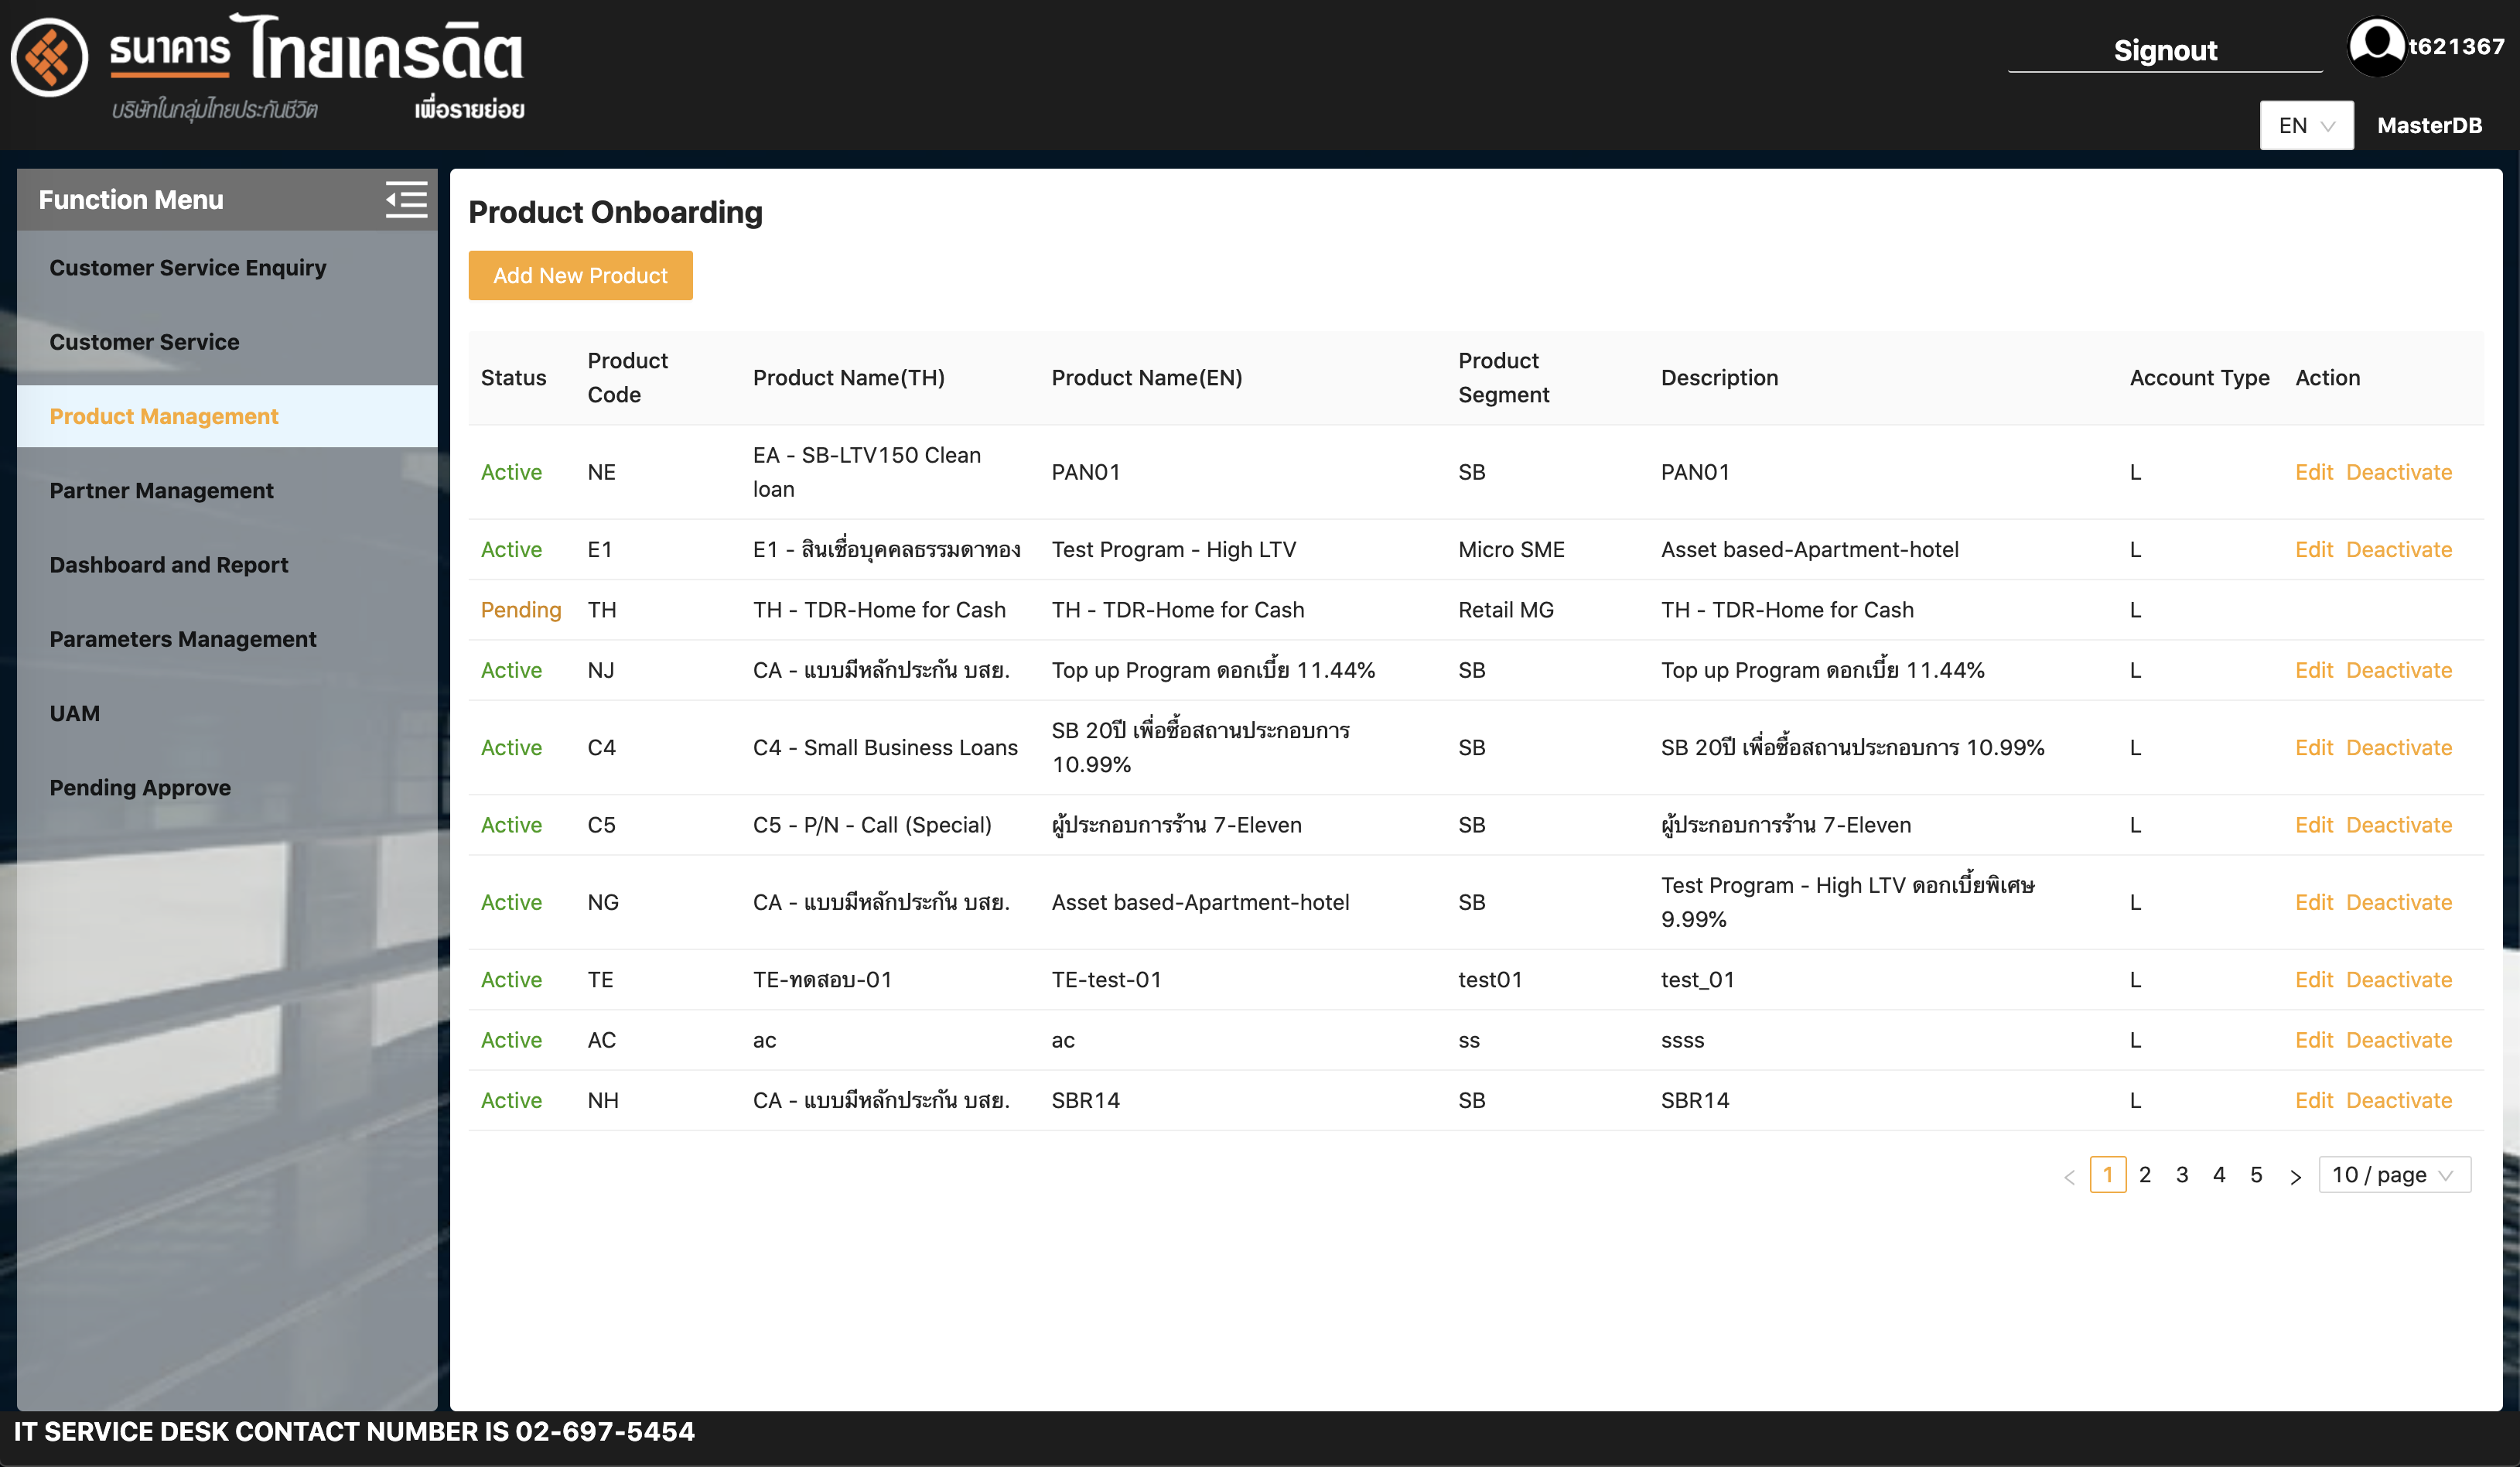 ธนาคาร ไทยเครดิต
บริษัทในกลุ่มไทยประกันชีวิต เพื่อรายย่อย
Signout
t621367
EN
MasterDB
Function Menu
Customer Service Enquiry
Customer Service
Product Management
Partner Management
Dashboard and Report
Parameters Management
UAM
Pending Approve
Product Onboarding
Add New Product
Status Product Code Product Name(TH) Product Name(EN) Product Segment Description Account Type Action
Active NE EA - SB-LTV150 Clean loan PAN01 SB PAN01 L Edit Deactivate
Active E1 E1 - สินเชื่อบุคคลธรรมดาทอง Test Program - High LTV Micro SME Asset based-Apartment-hotel L Edit Deactivate
Pending TH TH - TDR-Home for Cash TH - TDR-Home for Cash Retail MG TH - TDR-Home for Cash L
Active NJ CA - แบบมีหลักประกัน บสย. Top up Program ดอกเบี้ย 11.44% SB Top up Program ดอกเบี้ย 11.44% L Edit Deactivate
Active C4 C4 - Small Business Loans SB 20ปี เพื่อซื้อสถานประกอบการ 10.99% SB SB 20ปี เพื่อซื้อสถานประกอบการ 10.99% L Edit Deactivate
Active C5 C5 - P/N - Call (Special) ผู้ประกอบการร้าน 7-Eleven SB ผู้ประกอบการร้าน 7-Eleven L Edit Deactivate
Active NG CA - แบบมีหลักประกัน บสย. Asset based-Apartment-hotel SB Test Program - High LTV ดอกเบี้ยพิเศษ 9.99% L Edit Deactivate
Active TE TE-ทดสอบ-01 TE-test-01 test01 test_01 L Edit Deactivate
Active AC ac ac ss ssss L Edit Deactivate
Active NH CA - แบบมีหลักประกัน บสย. SBR14 SB SBR14 L Edit Deactivate
< 1 2 3 4 5 > 10 / page
IT SERVICE DESK CONTACT NUMBER IS 02-697-5454